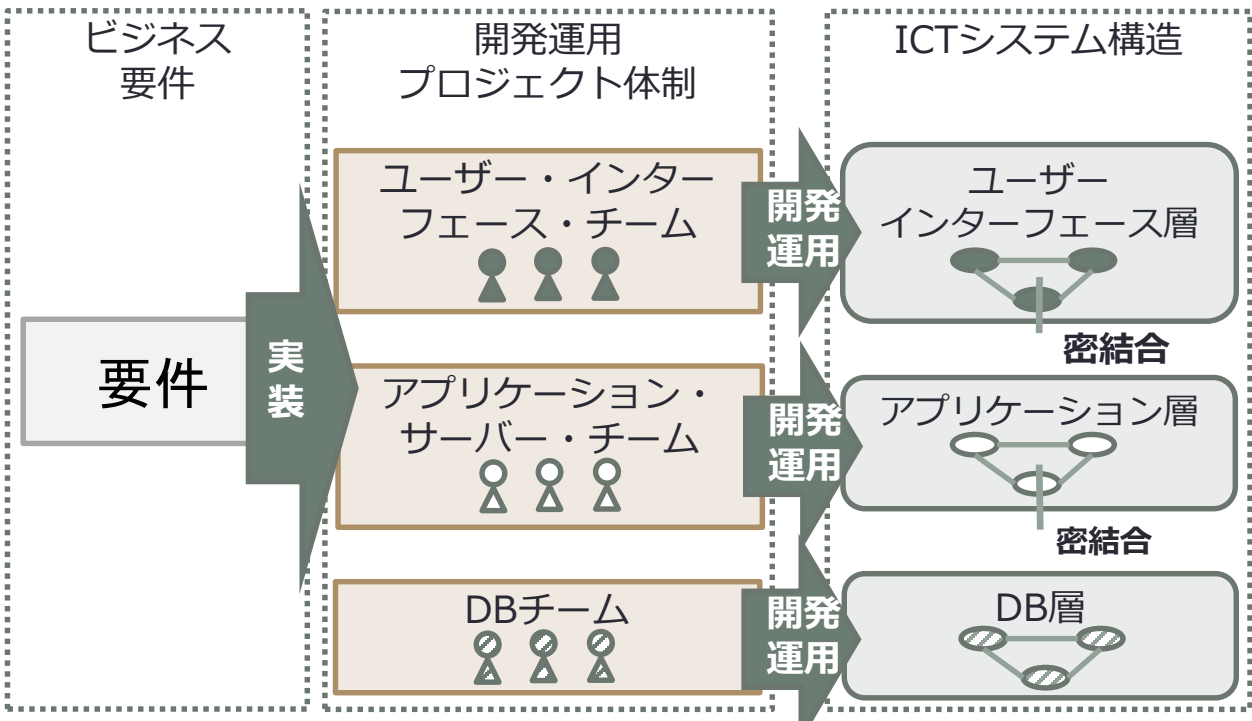 ビジネス
要件
開発運用
プロジェクト体制
ICTシステム構造
要件
実
装
ユーザー・インター
フェース・チーム
開発
運用
ユーザー
インターフェース層
密結合
アプリケーション・
サーバー・チーム
開発
運用
アプリケーション層
密結合
DBチーム
開発
運用
DB層